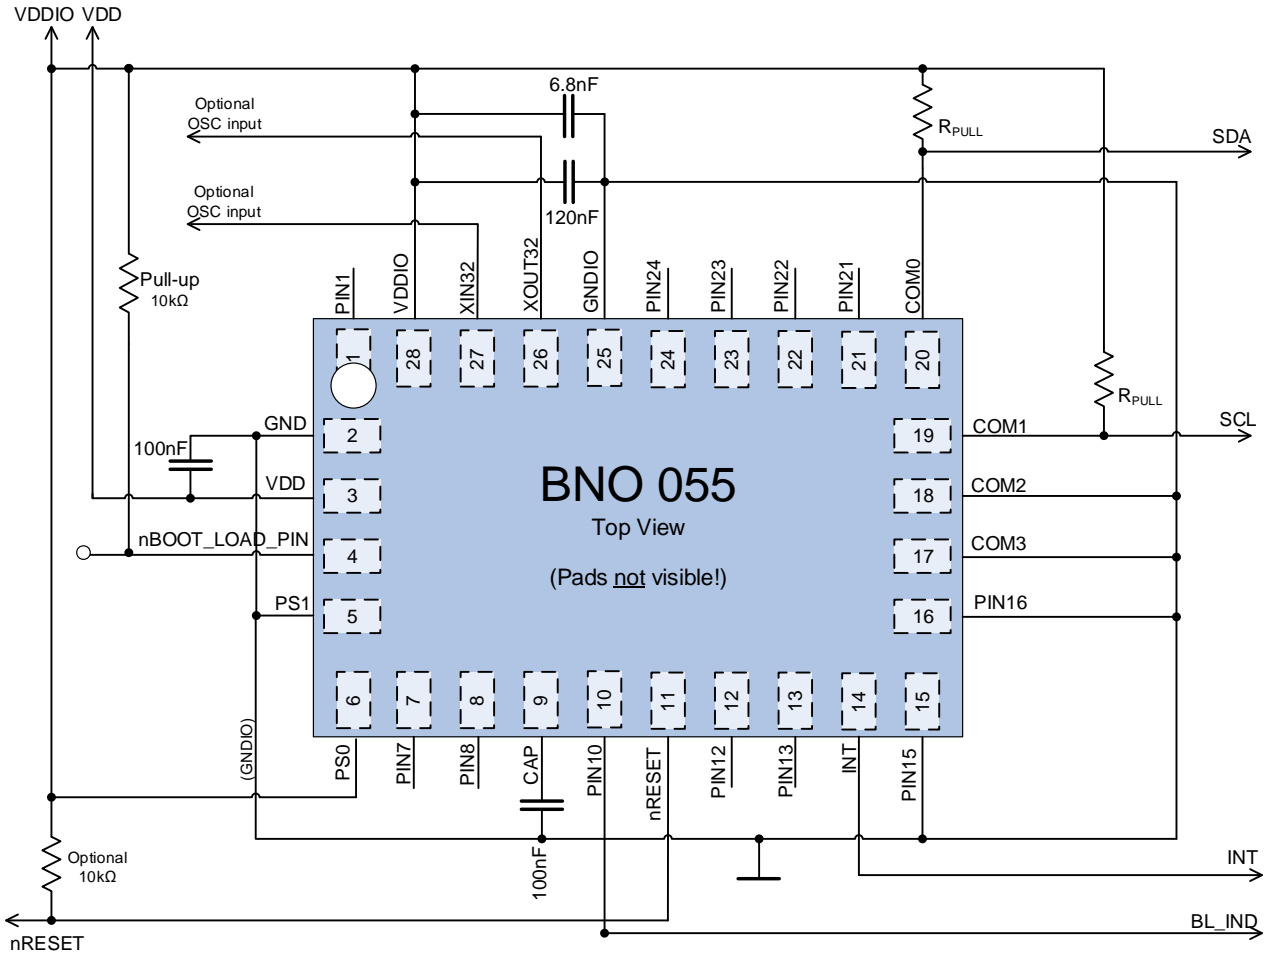 VDDIO VDD
6.8nF
Optional
OSC input
R_PULL
SDA
Optional
OSC input
120nF
Pull-up
10kΩ
PIN1
VDDIO
XIN32
XOUT32
GNDIO
PIN24
PIN23
PIN22
PIN21
COM0
1
28
27
26
25
24
23
22
21
20
R_PULL
GND
2
19
COM1
SCL
100nF
VDD
3
18
COM2
BNO 055
Top View
nBOOT_LOAD_PIN
4
17
COM3
(Pads not visible!)
PS1
5
16
PIN16
6
7
8
9
10
11
12
13
14
15
(GNDIO)
PS0
PIN7
PIN8
CAP
PIN10
nRESET
PIN12
PIN13
INT
PIN15
Optional
10kΩ
100nF
INT
BL_IND
nRESET